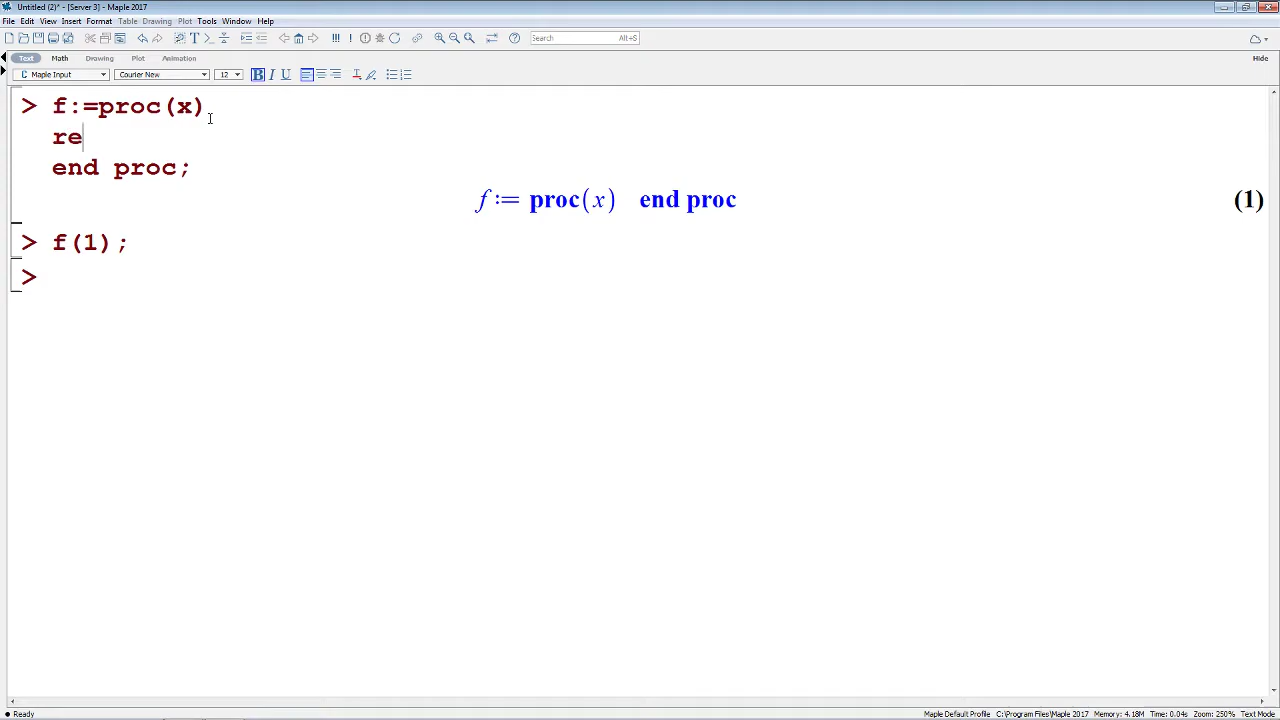 Untitled (2)* - [Server 3] - Maple 2017
File Edit View Insert Format Table Drawing Plot Tools Window Help
Search Alt+S
Text Math Drawing Plot Animation Hide
C Maple Input Courier New 12 B I U
> f:=proc(x)
re
end proc;
f := proc(x) end proc (1)
> f(1);
>
Ready Maple Default Profile C:\Program Files\Maple 2017 Memory: 4.18M Time: 0.04s Zoom: 250% Text Mode